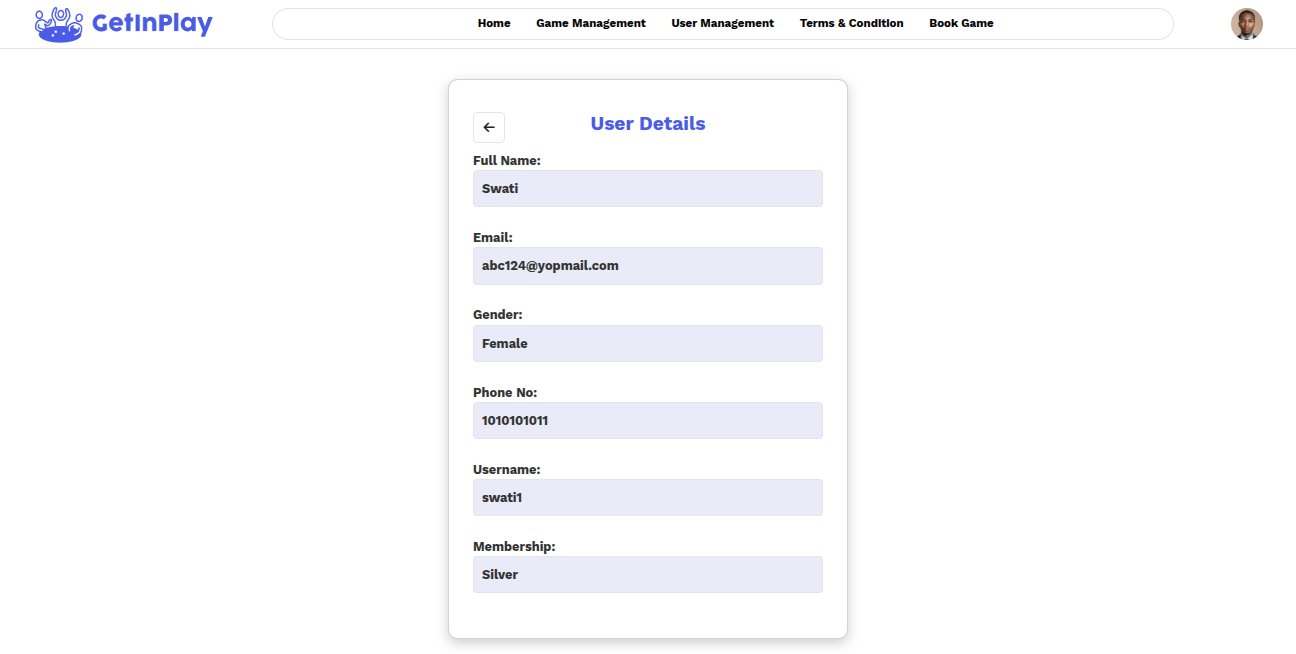 GetInPlay
Home Game Management User Management Terms & Condition Book Game
User Details
Full Name:
Swati
Email:
abc124@yopmail.com
Gender:
Female
Phone No:
1010101011
Username:
swati1
Membership:
Silver